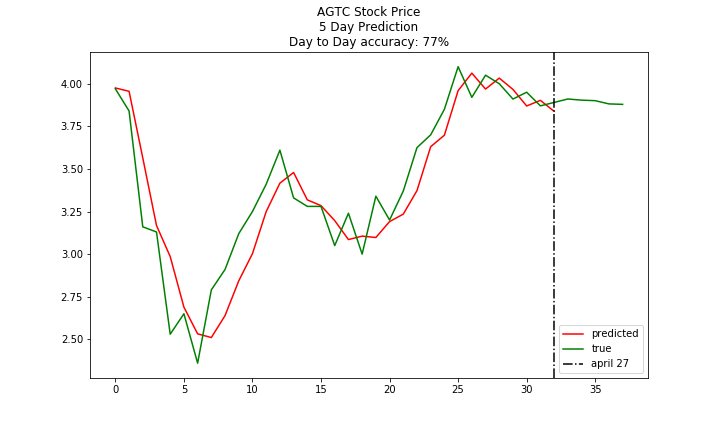 AGTC Stock Price
5 Day Prediction
Day to Day accuracy: 77%
4.00
3.75
3.50
3.25
3.00
2.75
2.50
0
5
10
15
20
25
30
35
predicted
true
april 27